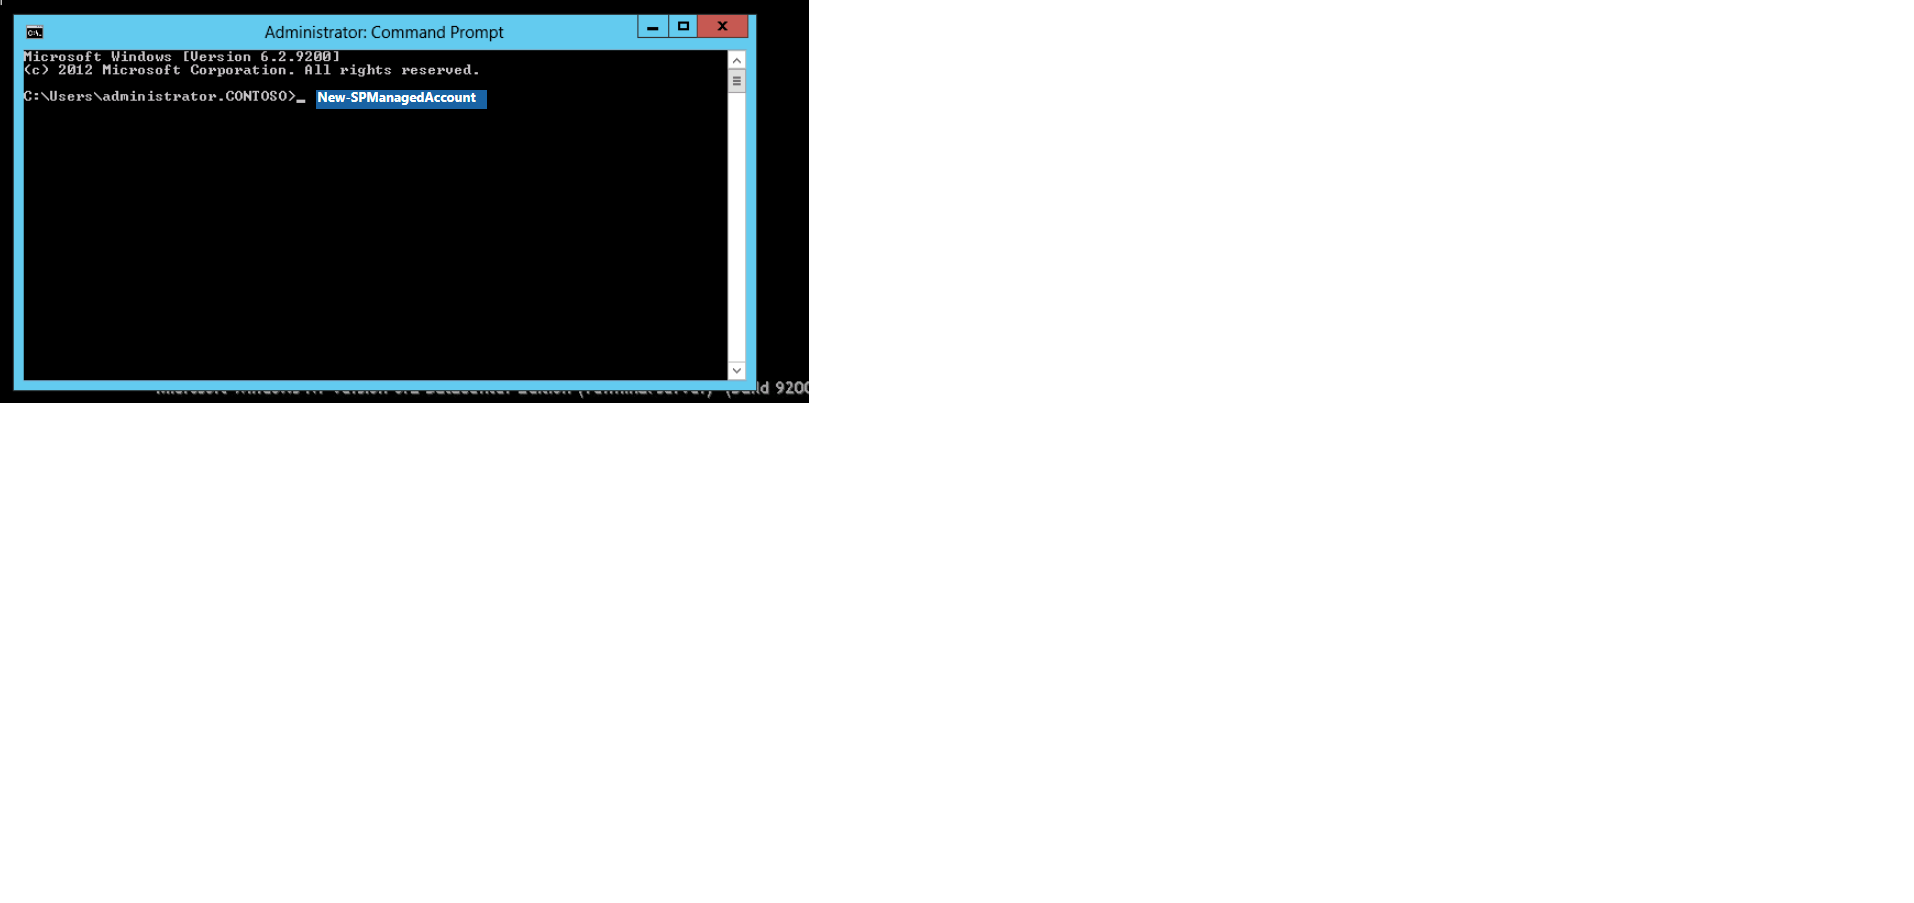 Administrator: Command Prompt
Microsoft Windows [Version 6.2.9200]
(c) 2012 Microsoft Corporation. All rights reserved.
C:\Users\administrator.CONTOSO>_ New-SPManagedAccount
Build 9200